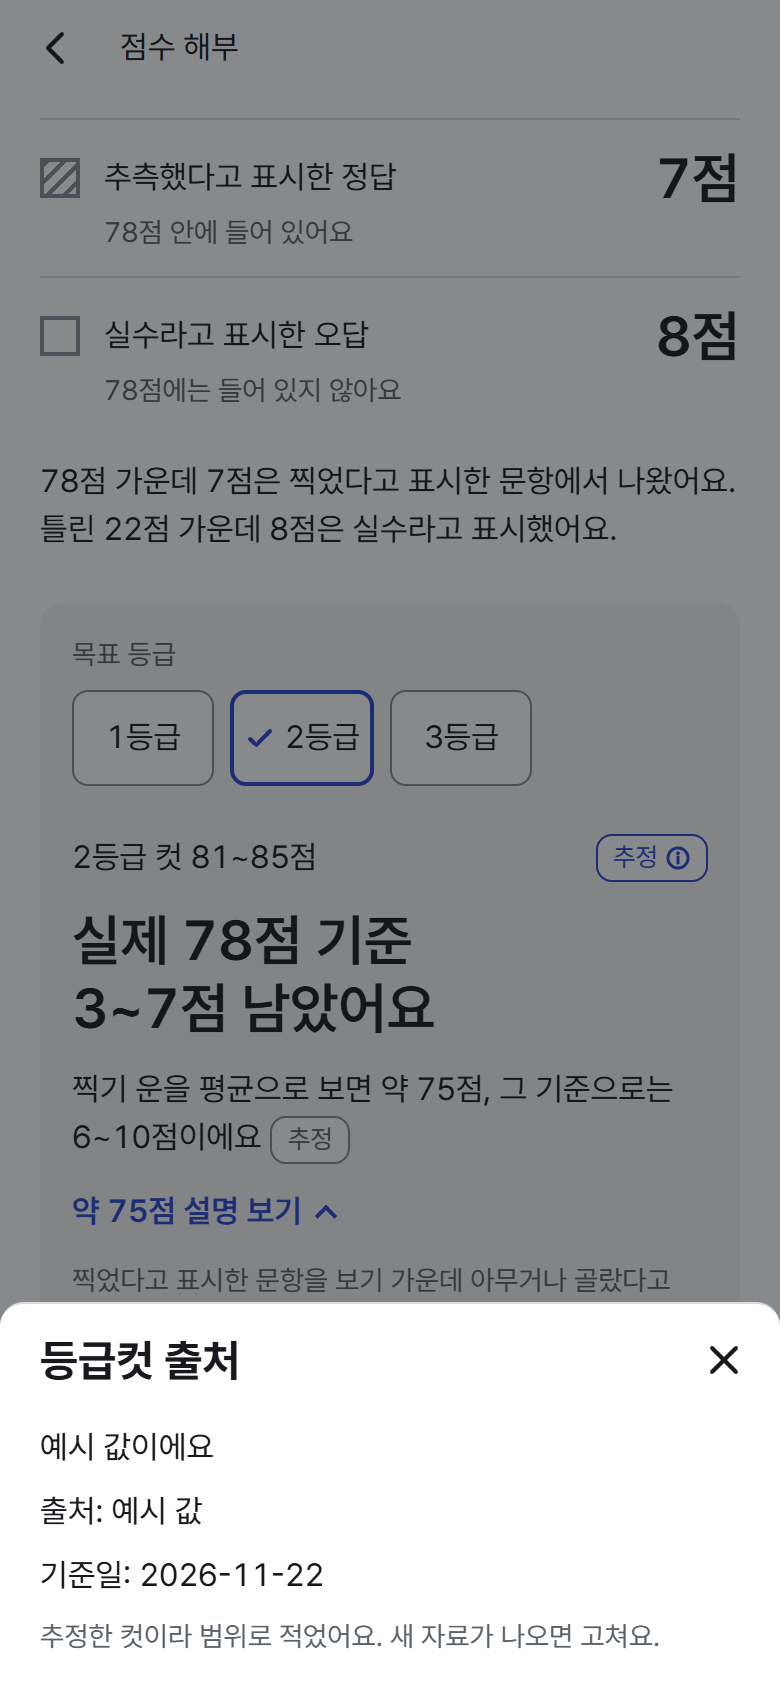 점수 해부
추측했다고 표시한 정답
7점
78점 안에 들어 있어요
실수라고 표시한 오답
8점
78점에는 들어 있지 않아요
78점 가운데 7점은 찍었다고 표시한 문항에서 나왔어요.
틀린 22점 가운데 8점은 실수라고 표시했어요.
목표 등급
1등급
2등급
3등급
2등급 컷 81~85점
추정
실제 78점 기준
3~7점 남았어요
찍기 운을 평균으로 보면 약 75점, 그 기준으로는
6~10점이에요 추정
약 75점 설명 보기
찍었다고 표시한 문항을 보기 가운데 아무거나 골랐다고
등급컷 출처
예시 값이에요
출처: 예시 값
기준일: 2026-11-22
추정한 컷이라 범위로 적었어요. 새 자료가 나오면 고쳐요.